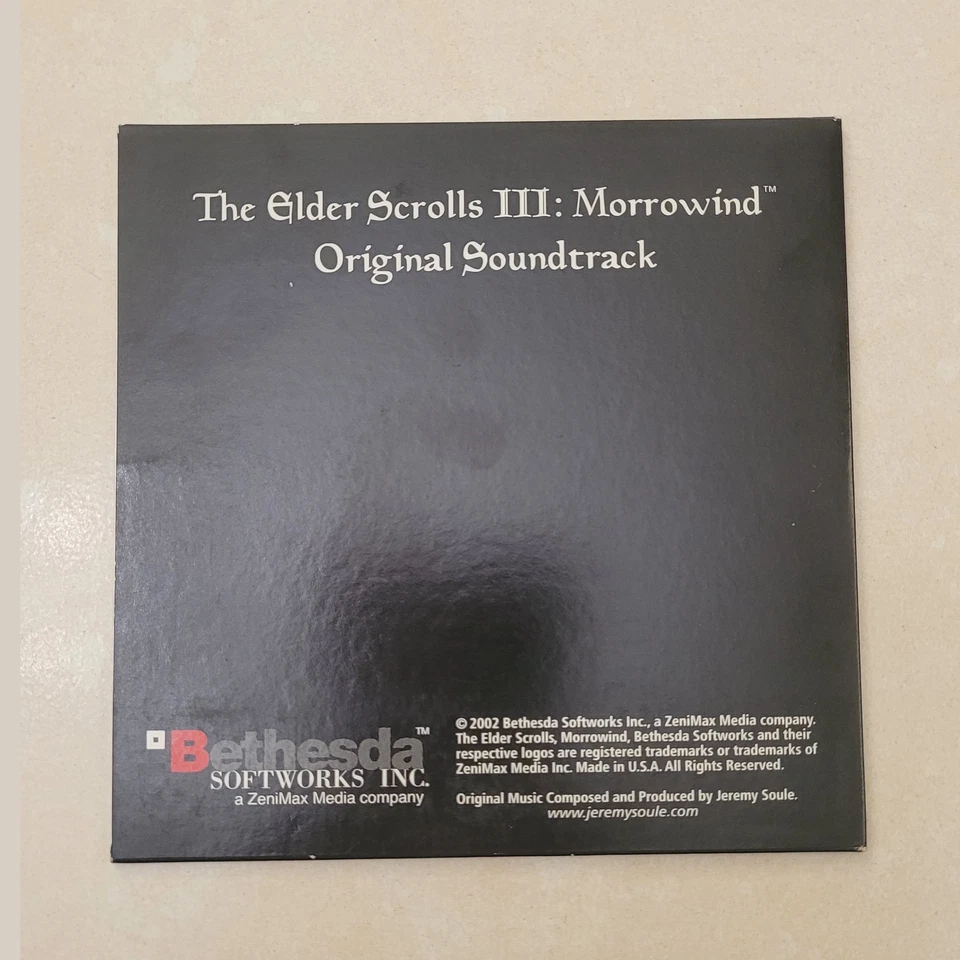 The Elder Scrolls III: Morrowind™
Original Soundtrack
Bethesda™
SOFTWORKS INC.
a ZeniMax Media company
© 2002 Bethesda Softworks Inc., a ZeniMax Media company.
The Elder Scrolls, Morrowind, Bethesda Softworks and their
respective logos are registered trademarks or trademarks of
ZeniMax Media Inc. Made in U.S.A. All Rights Reserved.
Original Music Composed and Produced by Jeremy Soule.
www.jeremysoule.com